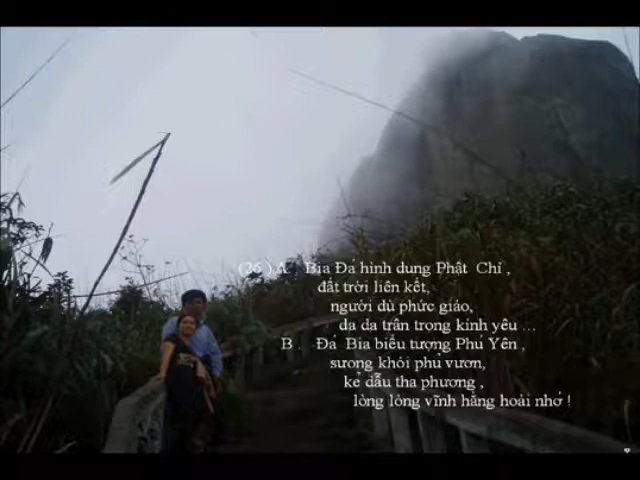 (26 ) A . Bia Đá hình dung Phật Chỉ ,
đất trời liên kết,
người dù phức giáo,
dạ dạ trân trọng kính yêu ...
B . Đá Bia biểu tượng Phú Yên ,
sương khói phủ vươn,
kẻ dẫu tha phương ,
lòng lòng vĩnh hằng hoài nhớ !